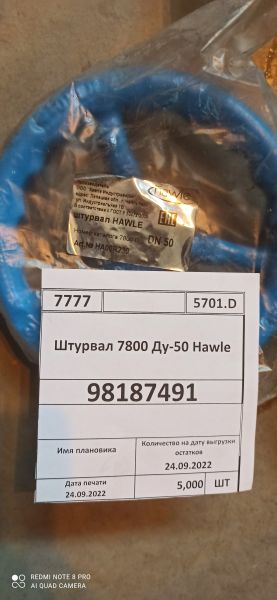 Hawle
штурвал HAWLE
DN 50
7777
5701.D
Штурвал 7800 Ду-50 Hawle
98187491
Имя плановика
Количество на дату выгрузки
остатков
24.09.2022
Дата печати
24.09.2022
5,000
ШТ
REDMI NOTE 8 PRO
AI QUAD CAMERA